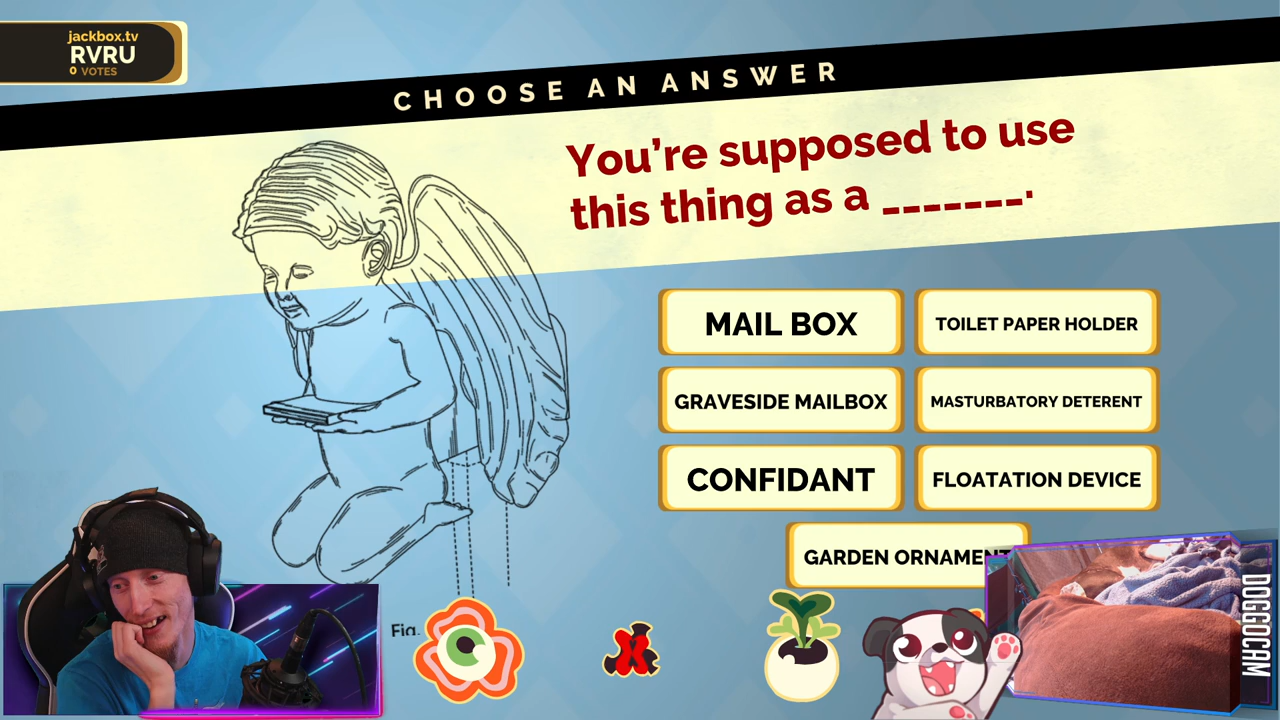 jackbox.tv
RVRU
0 VOTES
CHOOSE AN ANSWER
You're supposed to use
this thing as a _______.
MAIL BOX
TOILET PAPER HOLDER
GRAVESIDE MAILBOX
MASTURBATORY DETERENT
CONFIDANT
FLOATATION DEVICE
GARDEN ORNAMENT
Fig.
DOGGOCAM